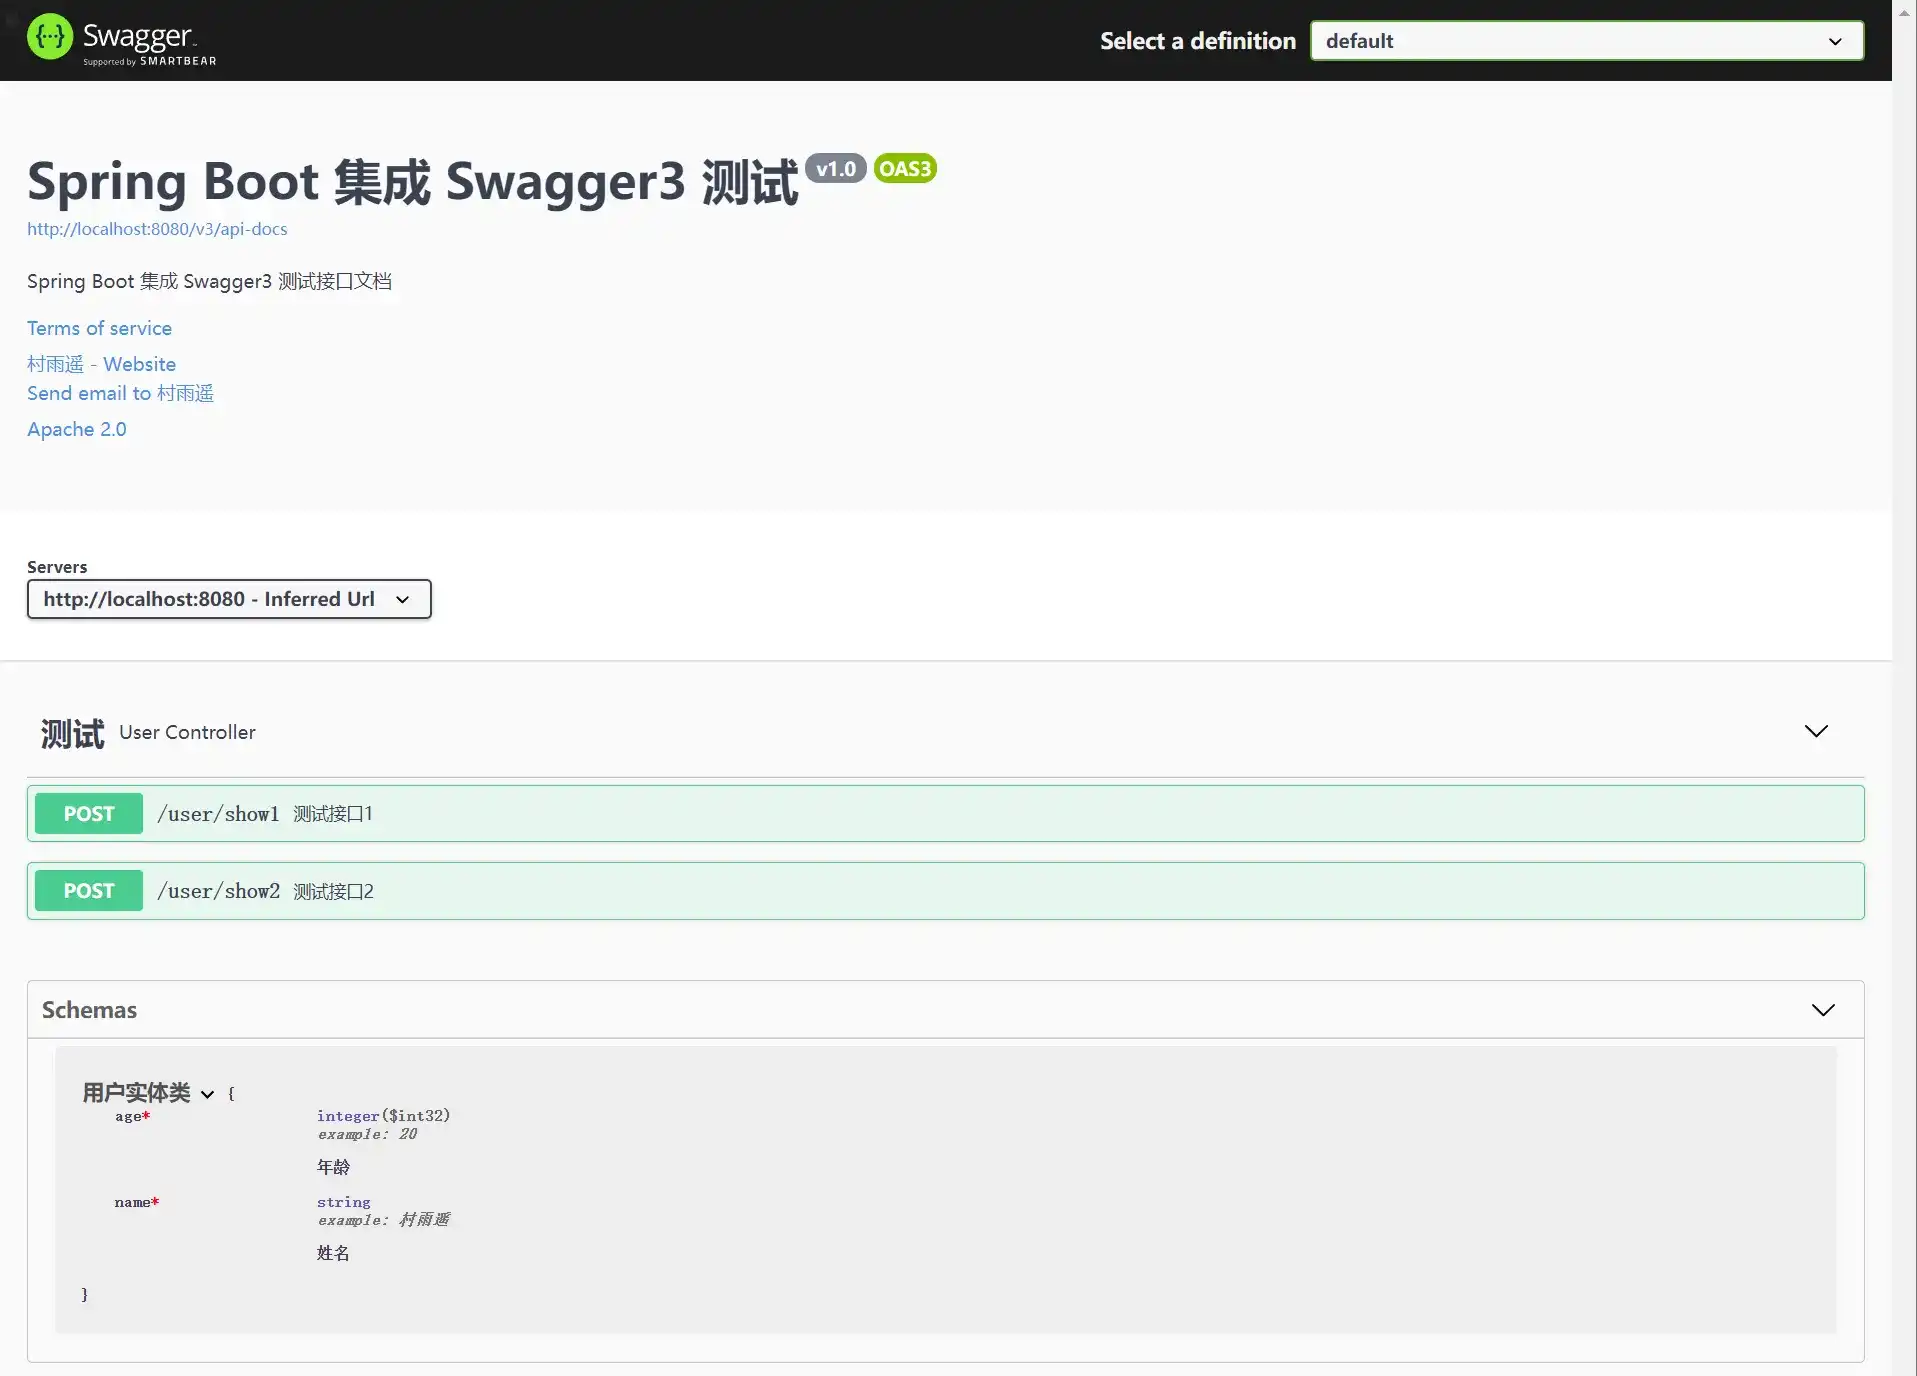 Swagger
Supported by SMARTBEAR
Select a definition
default
Spring Boot 集成 Swagger3 测试 v1.0 OAS3
http://localhost:8080/v3/api-docs
Spring Boot 集成 Swagger3 测试接口文档
Terms of service
村雨遥 - Website
Send email to 村雨遥
Apache 2.0
Servers
http://localhost:8080 - Inferred Url
测试 User Controller
POST /user/show1 测试接口1
POST /user/show2 测试接口2
Schemas
用户实体类 {
age* integer($int32)
example: 20
年龄
name* string
example: 村雨遥
姓名
}